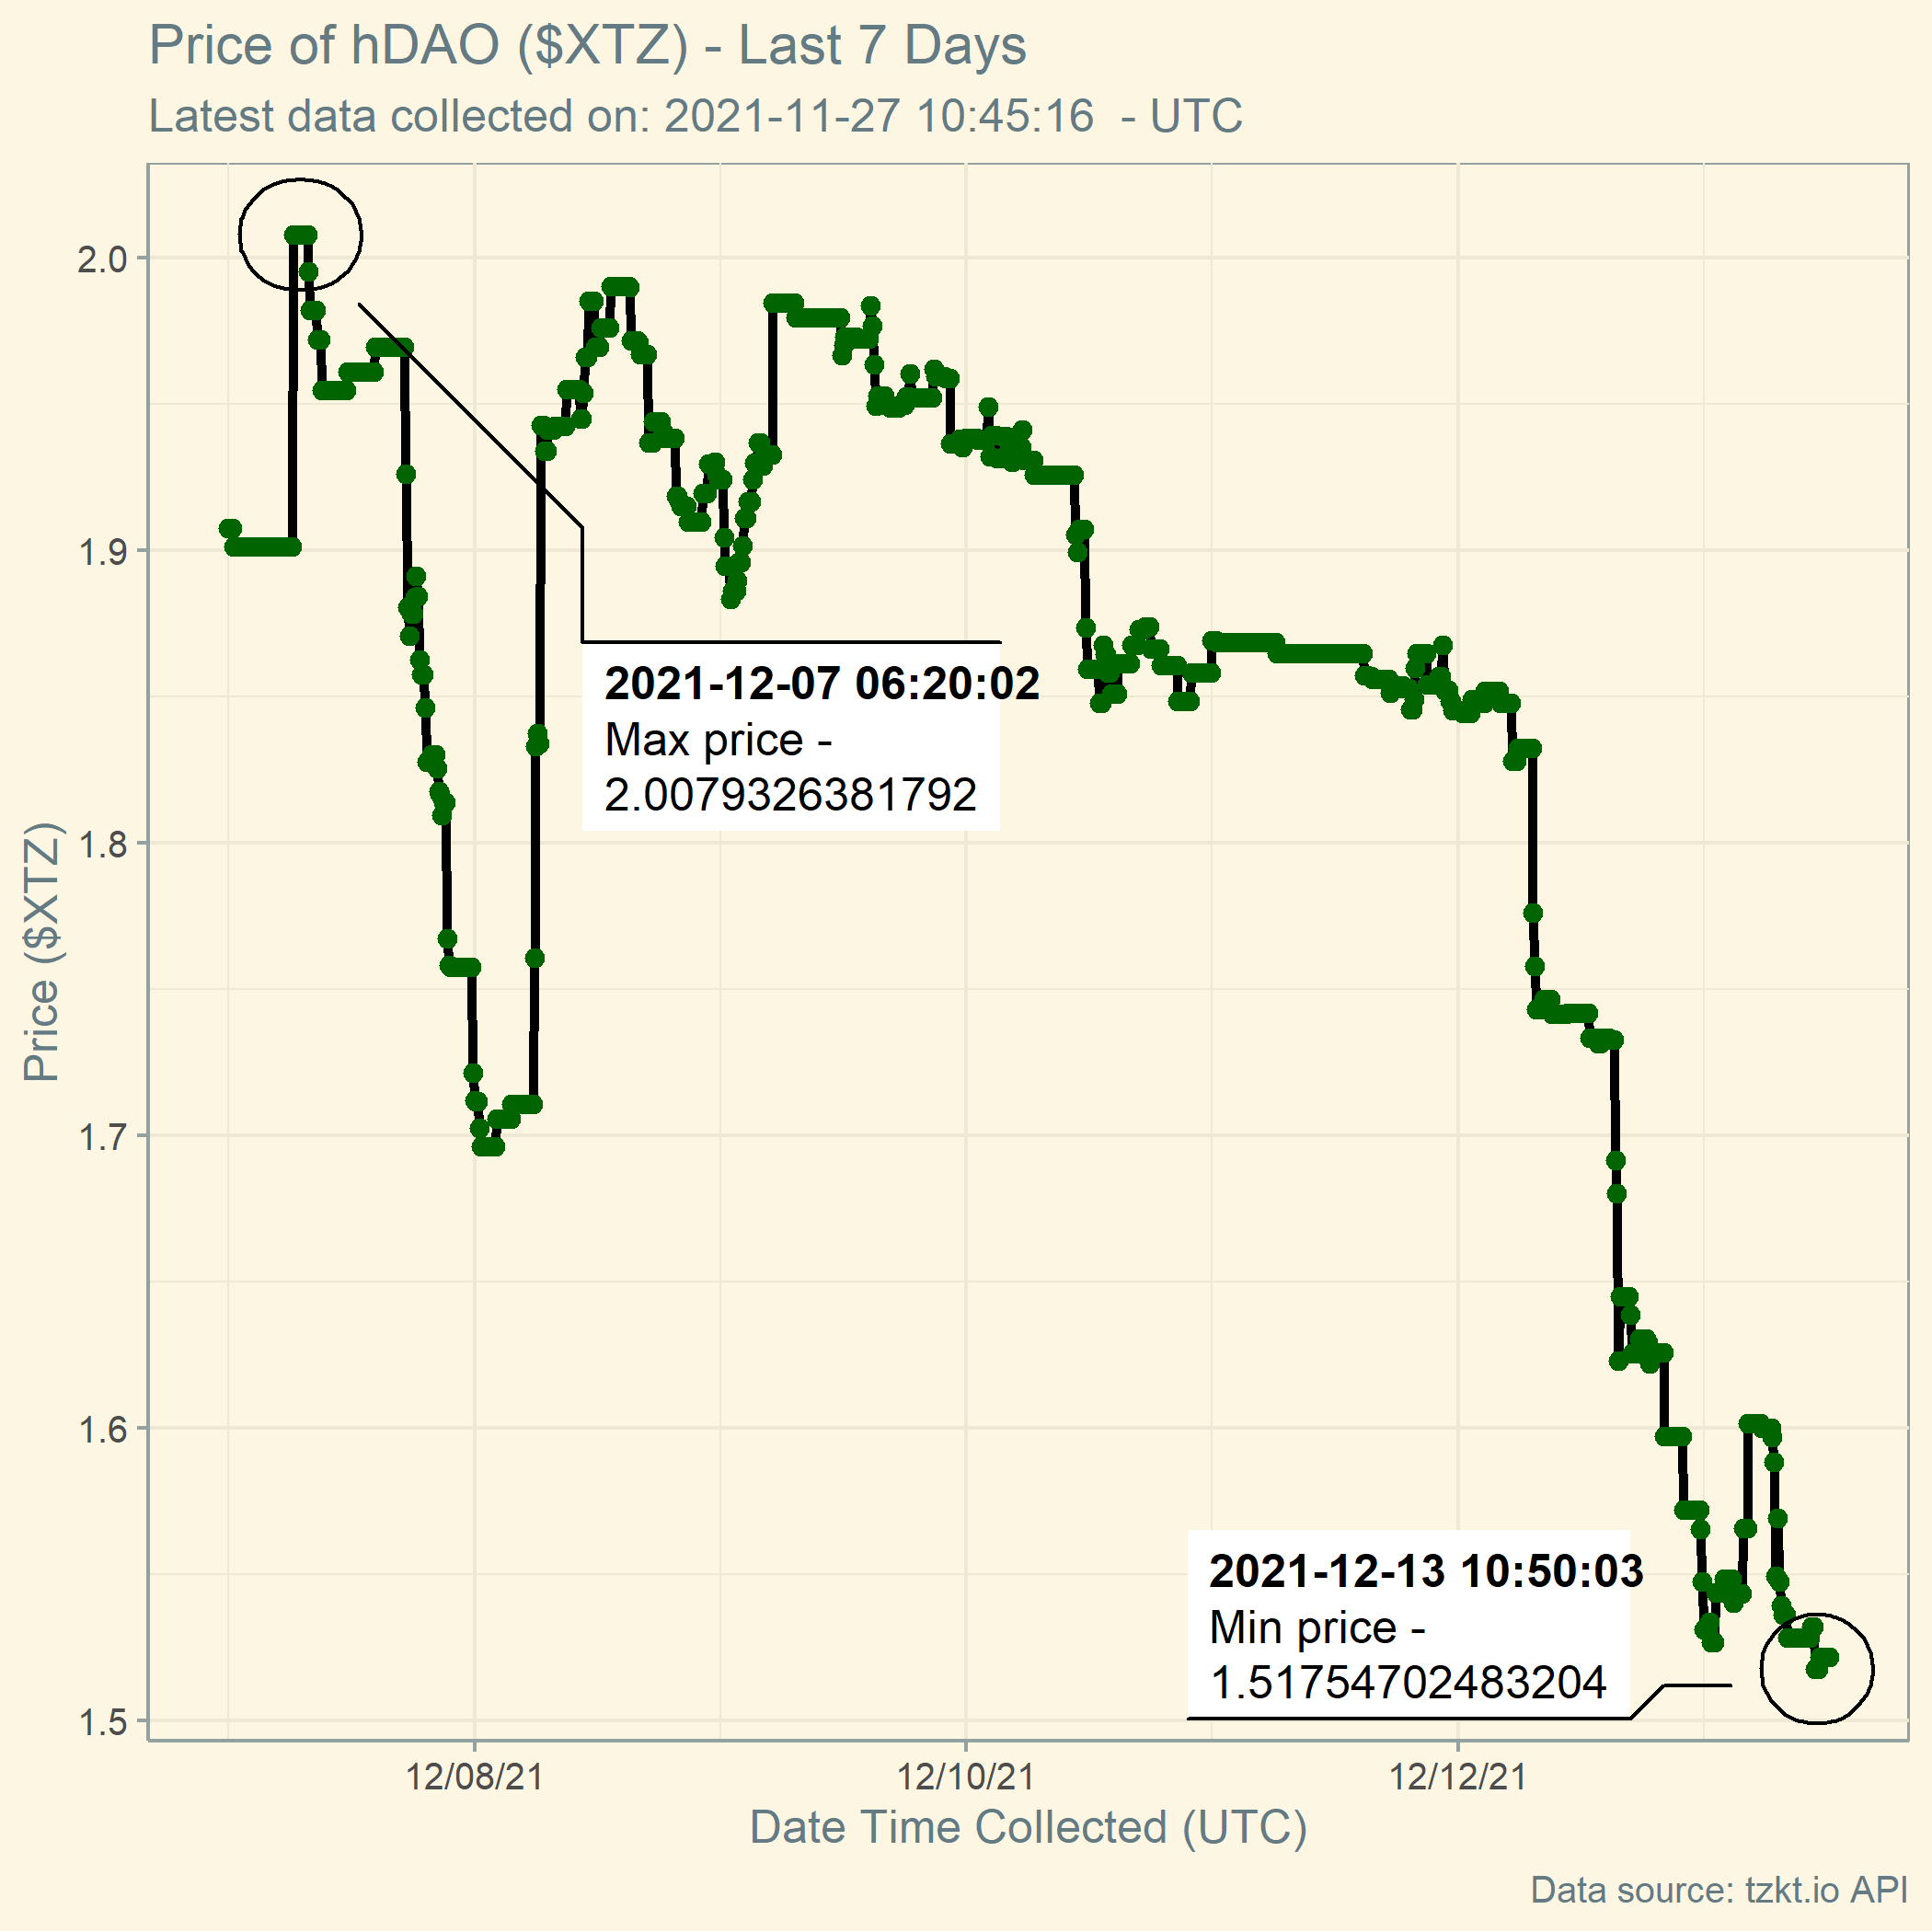 Price of hDAO ($XTZ) - Last 7 Days
Latest data collected on: 2021-11-27 10:45:16  - UTC
Price ($XTZ)
2.0
1.9
1.8
1.7
1.6
1.5
2021-12-07 06:20:02
Max price -
2.0079326381792
2021-12-13 10:50:03
Min price -
1.51754702483204
12/08/21
12/10/21
12/12/21
Date Time Collected (UTC)
Data source: tzkt.io API